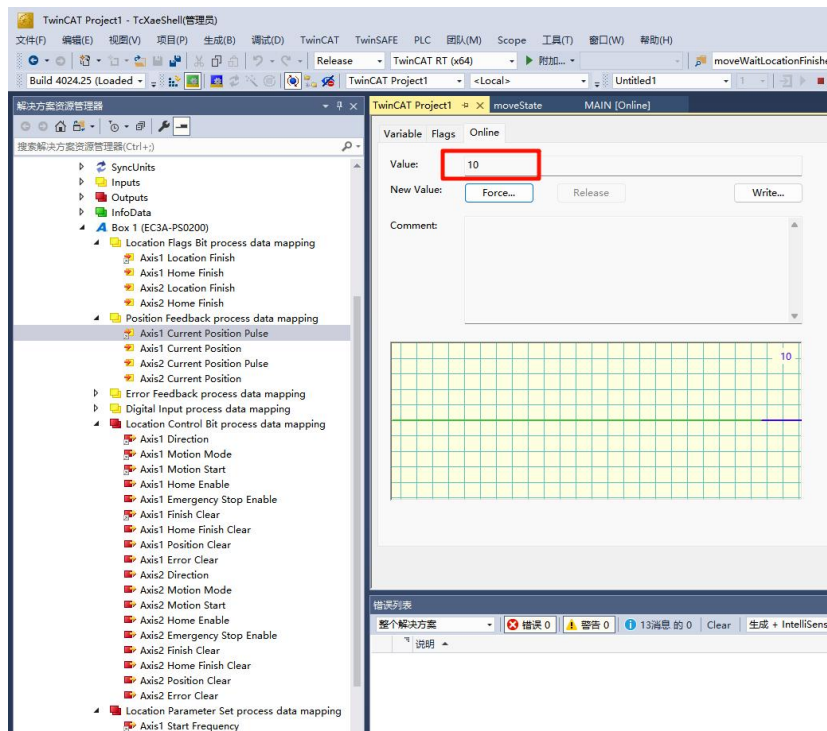 TwinCAT Project1 - TcXaeShell(管理员)
文件(F) 编辑(E) 视图(V) 项目(P) 生成(B) 调试(D) TwinCAT TwinSAFE PLC 团队(M) Scope 工具(T) 窗口(W) 帮助(H)
Release TwinCAT RT (x64) 附加... moveWaitLocationFinishe
Build 4024.25 (Loaded TwinCAT Project1 <Local> Untitled1 1
解决方案资源管理器
TwinCAT Project1 moveState MAIN [Online]
搜索解决方案资源管理器(Ctrl+;)
Variable Flags Online
Value: 10
New Value: Force... Release Write...
Comment:
10
SyncUnits
Inputs
Outputs
InfoData
Box 1 (EC3A-PS0200)
Location Flags Bit process data mapping
Axis1 Location Finish
Axis1 Home Finish
Axis2 Location Finish
Axis2 Home Finish
Position Feedback process data mapping
Axis1 Current Position Pulse
Axis1 Current Position
Axis2 Current Position Pulse
Axis2 Current Position
Error Feedback process data mapping
Digital Input process data mapping
Location Control Bit process data mapping
Axis1 Direction
Axis1 Motion Mode
Axis1 Motion Start
Axis1 Home Enable
Axis1 Emergency Stop Enable
Axis1 Finish Clear
Axis1 Home Finish Clear
Axis1 Position Clear
Axis1 Error Clear
Axis2 Direction
Axis2 Motion Mode
Axis2 Motion Start
Axis2 Home Enable
Axis2 Emergency Stop Enable
Axis2 Finish Clear
Axis2 Home Finish Clear
Axis2 Position Clear
Axis2 Error Clear
Location Parameter Set process data mapping
Axis1 Start Frequency
错误列表
整个解决方案 错误 0 警告 0 13消息 的 0 Clear 生成 + IntelliSens
说明